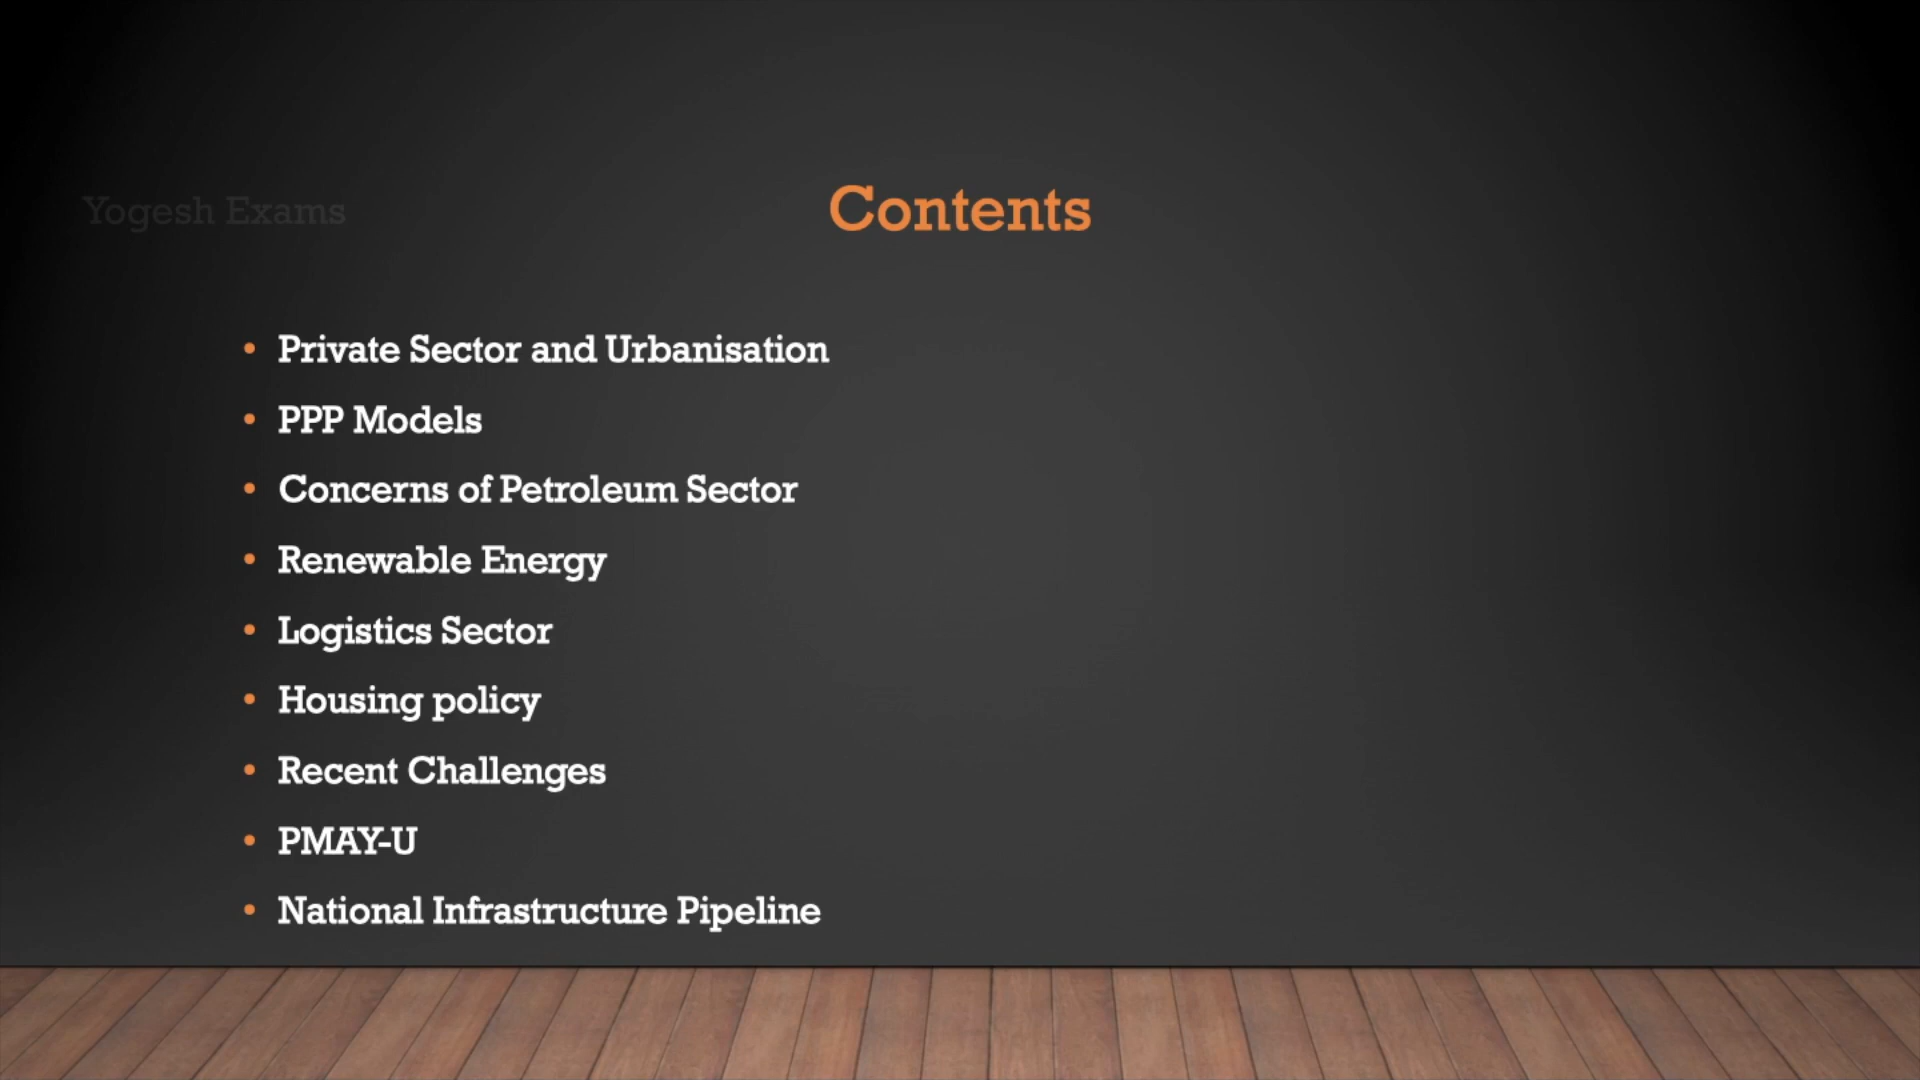 Yogesh Exams
Contents
• Private Sector and Urbanisation
• PPP Models
• Concerns of Petroleum Sector
• Renewable Energy
• Logistics Sector
• Housing policy
• Recent Challenges
• PMAY-U
• National Infrastructure Pipeline